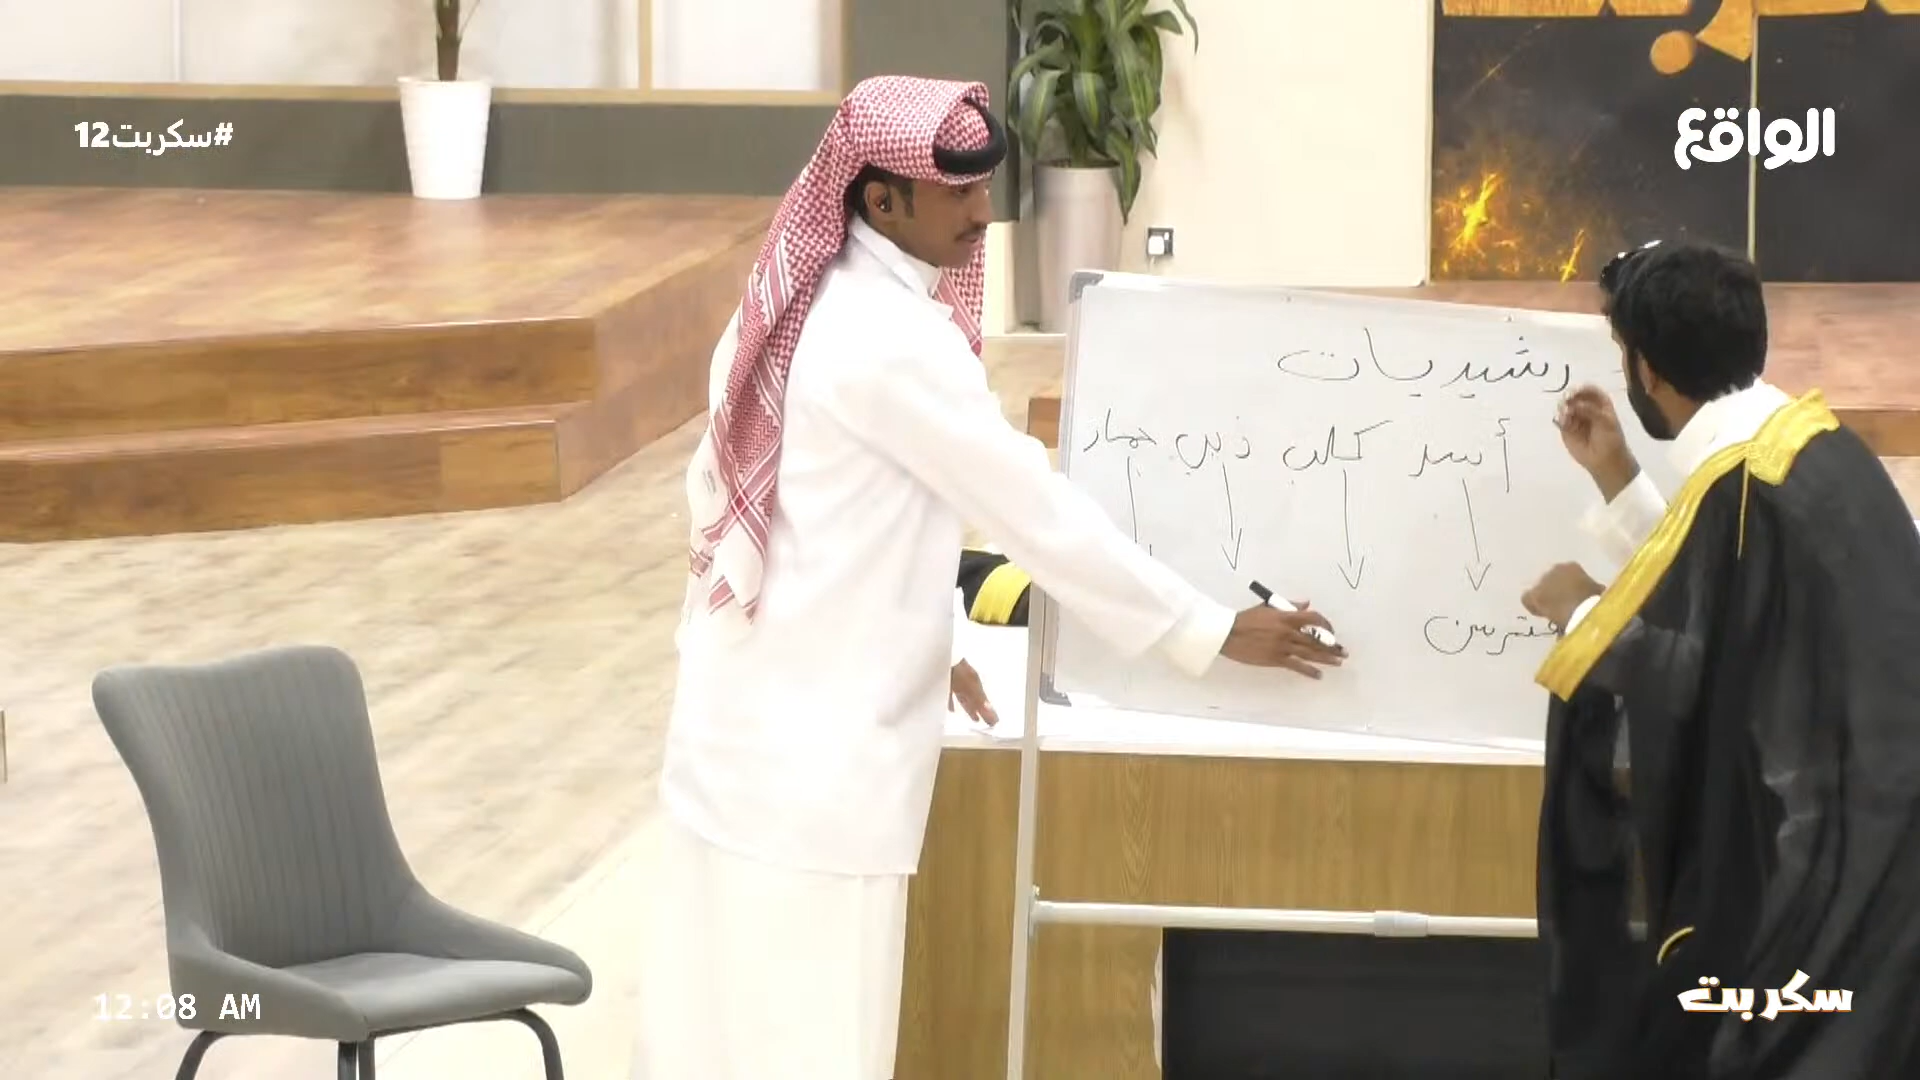 #سكربت12
الواقع
رشيديات
أسد كلب ذيب حمار
مفترس
12:08 AM
سكربت